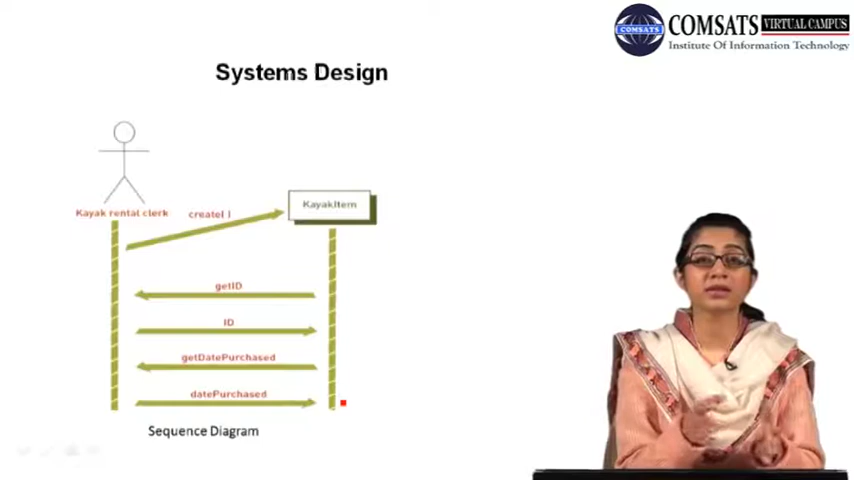 COMSATS
COMSATS VIRTUAL CAMPUS
Institute Of Information Technology
Systems Design
Kayak rental clerk
create( )
KayakItem
getID
ID
getDatePurchased
datePurchased
Sequence Diagram